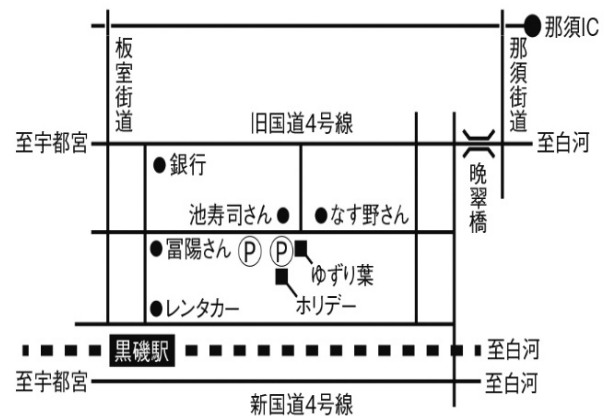 那須IC
板室街道
那須街道
旧国道4号線
至宇都宮
至白河
銀行
晩翠橋
池寿司さん
なす野さん
冨陽さん
P
P
ゆずり葉
ホリデー
レンタカー
黒磯駅
至白河
至宇都宮
至白河
新国道4号線